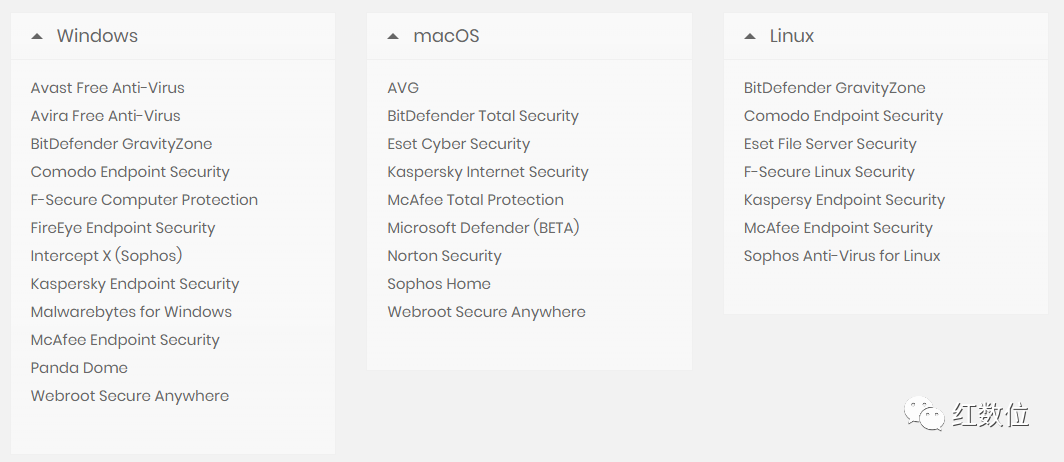 Windows
Avast Free Anti-Virus
Avira Free Anti-Virus
BitDefender GravityZone
Comodo Endpoint Security
F-Secure Computer Protection
FireEye Endpoint Security
Intercept X (Sophos)
Kaspersky Endpoint Security
Malwarebytes for Windows
McAfee Endpoint Security
Panda Dome
Webroot Secure Anywhere
macOS
AVG
BitDefender Total Security
Eset Cyber Security
Kaspersky Internet Security
McAfee Total Protection
Microsoft Defender (BETA)
Norton Security
Sophos Home
Webroot Secure Anywhere
Linux
BitDefender GravityZone
Comodo Endpoint Security
Eset File Server Security
F-Secure Linux Security
Kaspersy Endpoint Security
McAfee Endpoint Security
Sophos Anti-Virus for Linux
红数位